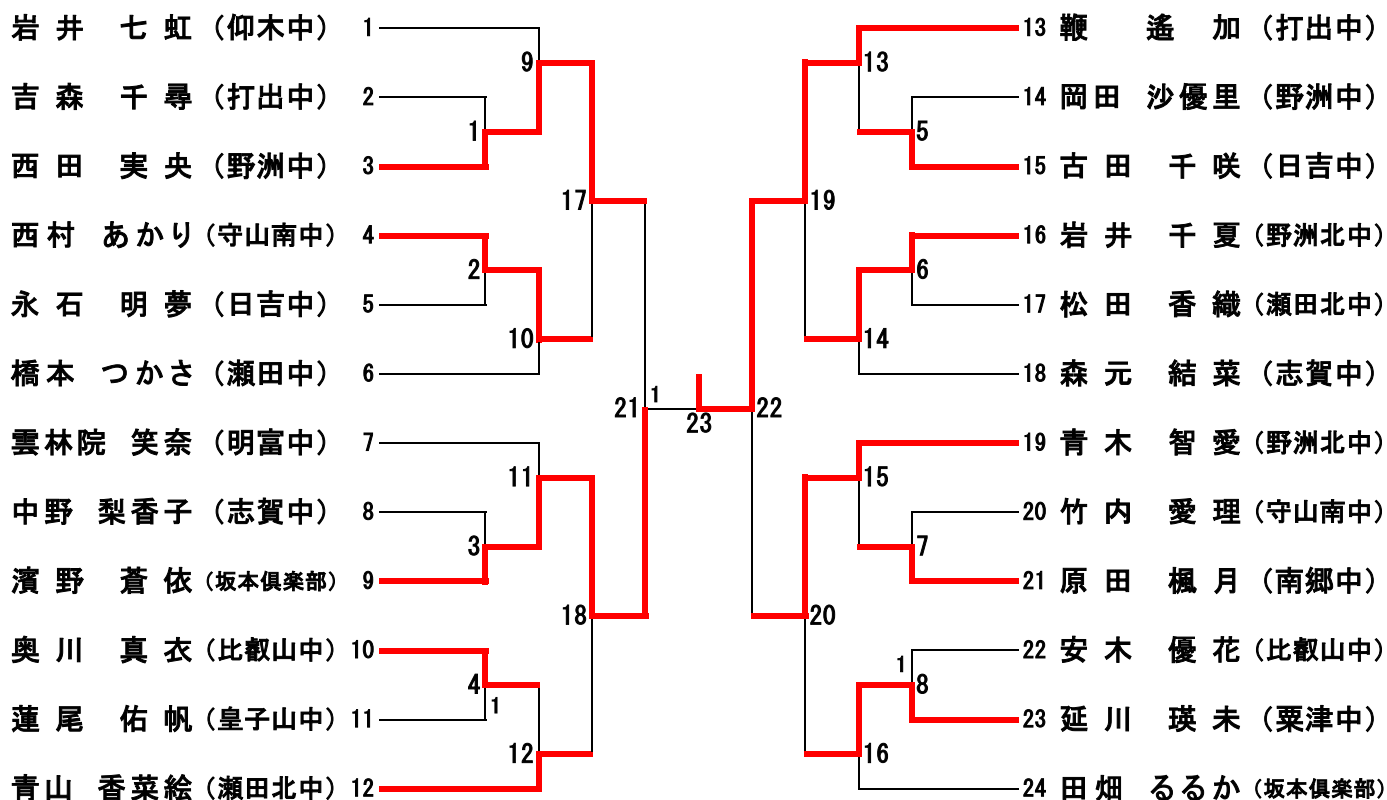 岩井 七虹（仰木中） 1
吉森 千尋（打出中） 2
西田 実央（野洲中） 3
西村 あかり（守山南中） 4
永石 明夢（日吉中） 5
橋本 つかさ（瀬田中） 6
雲林院 笑奈（明富中） 7
中野 梨香子（志賀中） 8
濱野 蒼依（坂本倶楽部） 9
奥川 真衣（比叡山中） 10
蓮尾 佑帆（皇子山中） 11
青山 香菜絵（瀬田北中） 12
9
1
17
2
10
21
1
11
3
18
4
1
12
23
13
5
19
6
14
22
15
7
20
1
8
16
13 鞭 遙加（打出中）
14 岡田 沙優里（野洲中）
15 古田 千咲（日吉中）
16 岩井 千夏（野洲北中）
17 松田 香織（瀬田北中）
18 森元 結菜（志賀中）
19 青木 智愛（野洲北中）
20 竹内 愛理（守山南中）
21 原田 楓月（南郷中）
22 安木 優花（比叡山中）
23 延川 瑛未（粟津中）
24 田畑 るるか（坂本倶楽部）